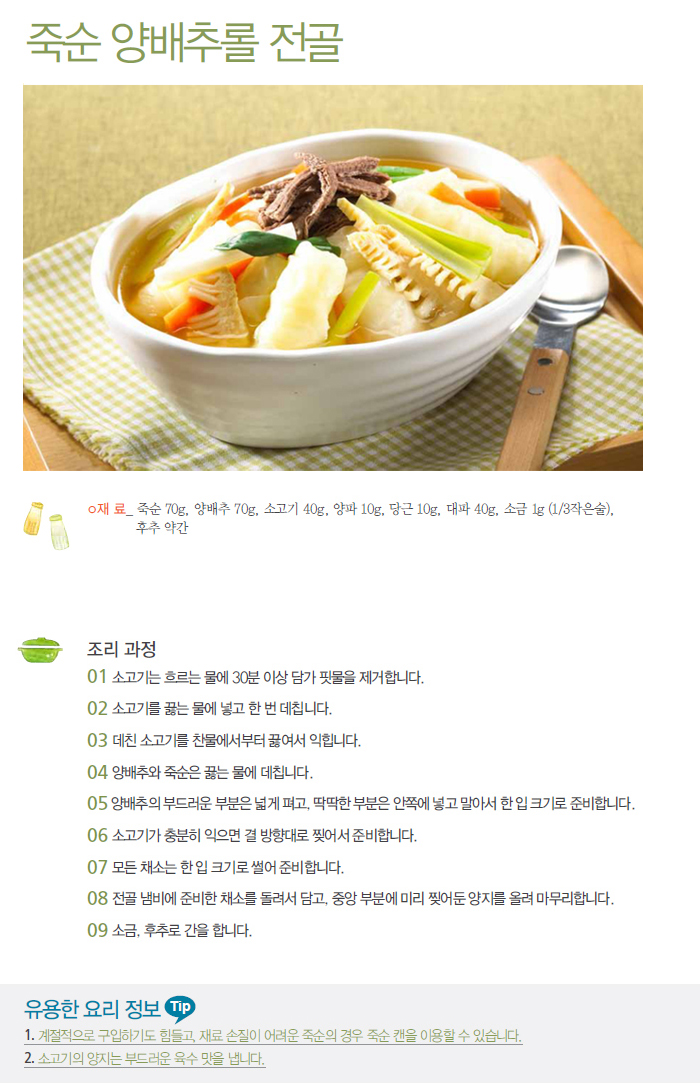 죽순 양배추롤 전골
ㅇ재 료_ 죽순 70g, 양배추 70g, 소고기 40g, 양파 10g, 당근 10g, 대파 40g, 소금 1g (1/3작은술),
후추 약간
조리 과정
01 소고기는 흐르는 물에 30분 이상 담가 핏물을 제거합니다.
02 소고기를 끓는 물에 넣고 한 번 데칩니다.
03 데친 소고기를 찬물에서부터 끓여서 익힙니다.
04 양배추와 죽순은 끓는 물에 데칩니다.
05 양배추의 부드러운 부분은 넓게 펴고, 딱딱한 부분은 안쪽에 넣고 말아서 한 입 크기로 준비합니다.
06 소고기가 충분히 익으면 결 방향대로 찢어서 준비합니다.
07 모든 채소는 한 입 크기로 썰어 준비합니다.
08 전골 냄비에 준비한 채소를 돌려서 담고, 중앙 부분에 미리 찢어둔 양지를 올려 마무리합니다.
09 소금, 후추로 간을 합니다.
유용한 요리 정보 Tip
1. 계절적으로 구입하기도 힘들고, 재료 손질이 어려운 죽순의 경우 죽순 캔을 이용할 수 있습니다.
2. 소고기의 양지는 부드러운 육수 맛을 냅니다.